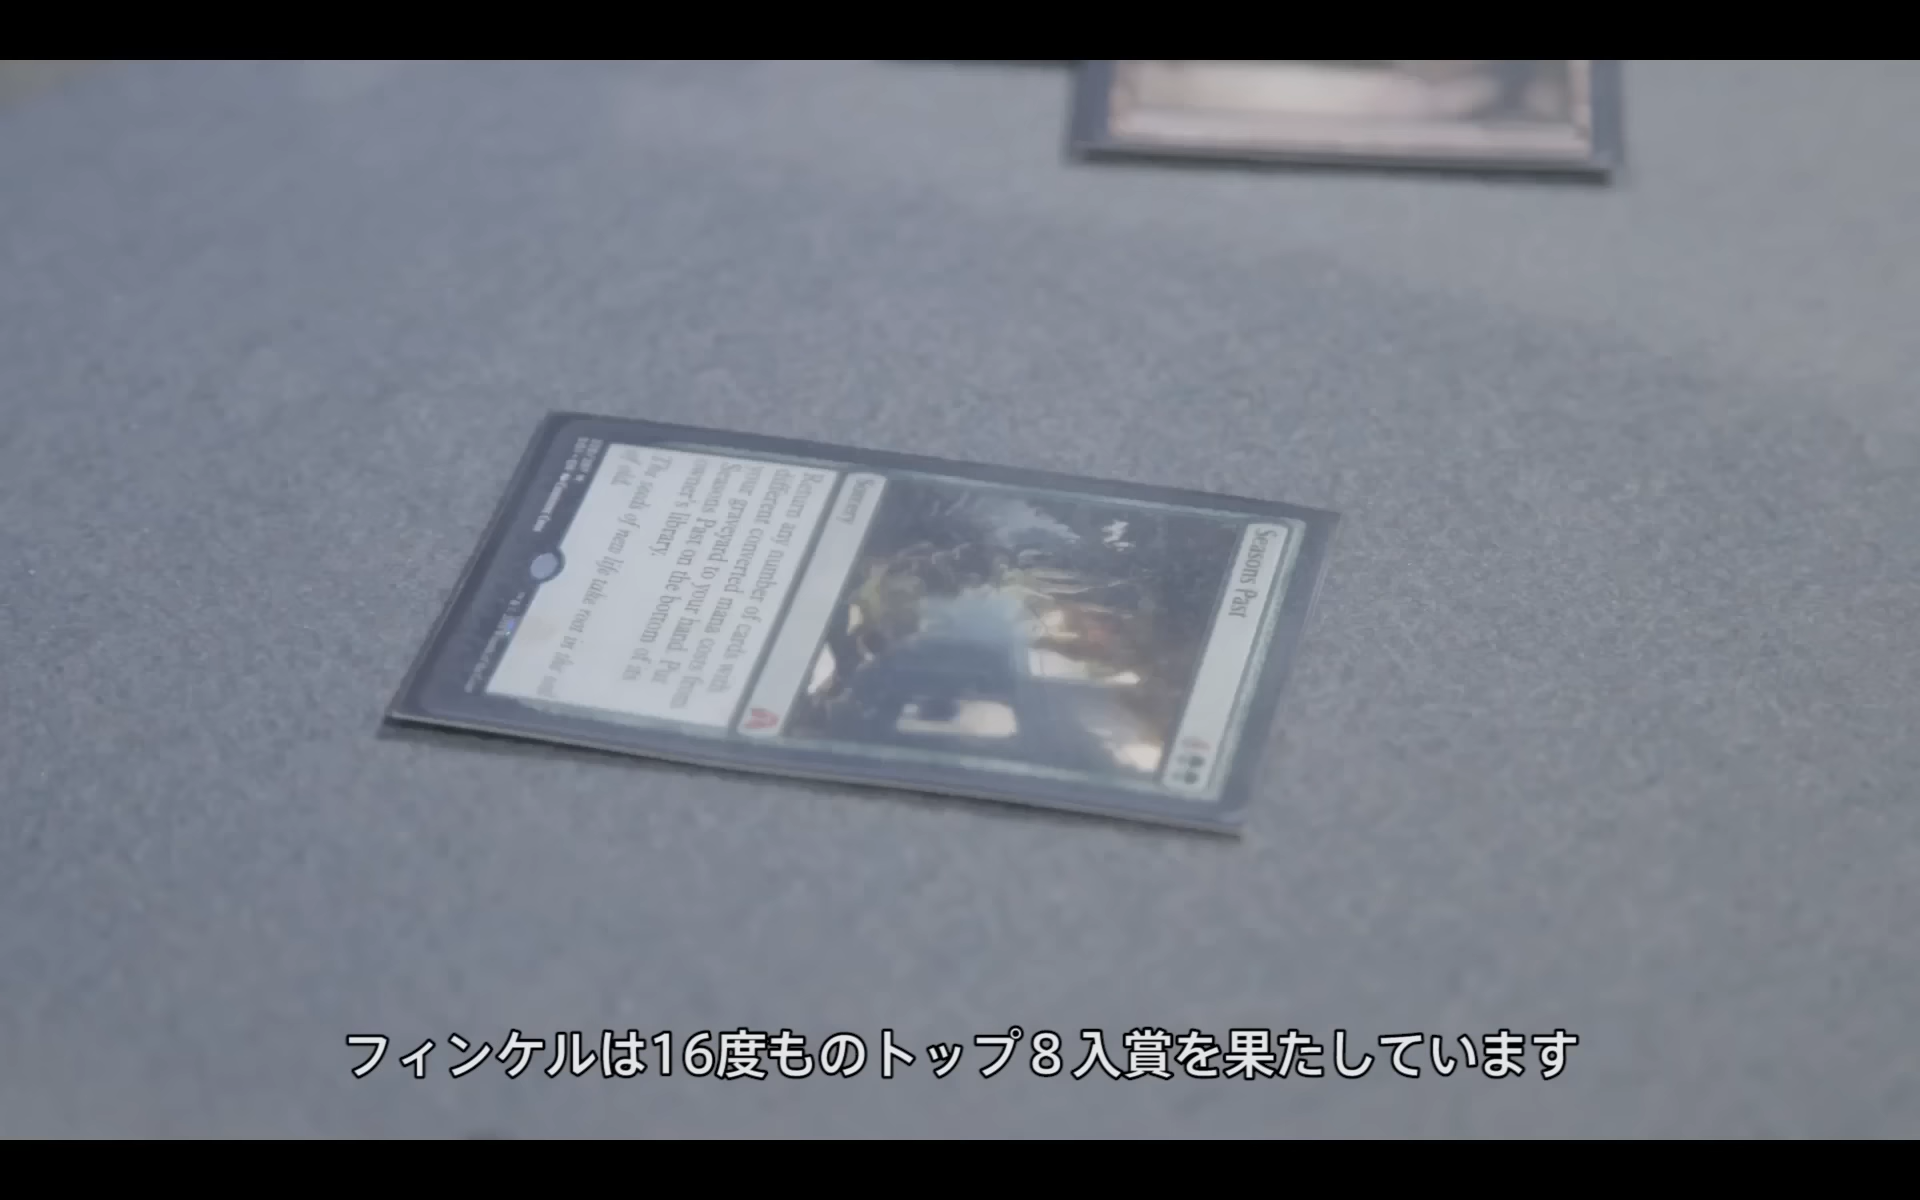 Seasons Past
Sorcery
Return any number of cards with
different converted mana costs from
your graveyard to your hand. Put
Seasons Past on the bottom of its
owner's library.
The seeds of new life take root in the soil
of old.
フィンケルは16度ものトップ８入賞を果たしています